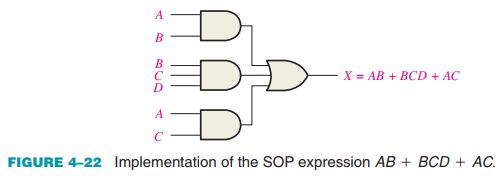 A
B
B
C
D
X = AB + BCD + AC
A
C
FIGURE 4–22 Implementation of the SOP expression AB + BCD + AC.